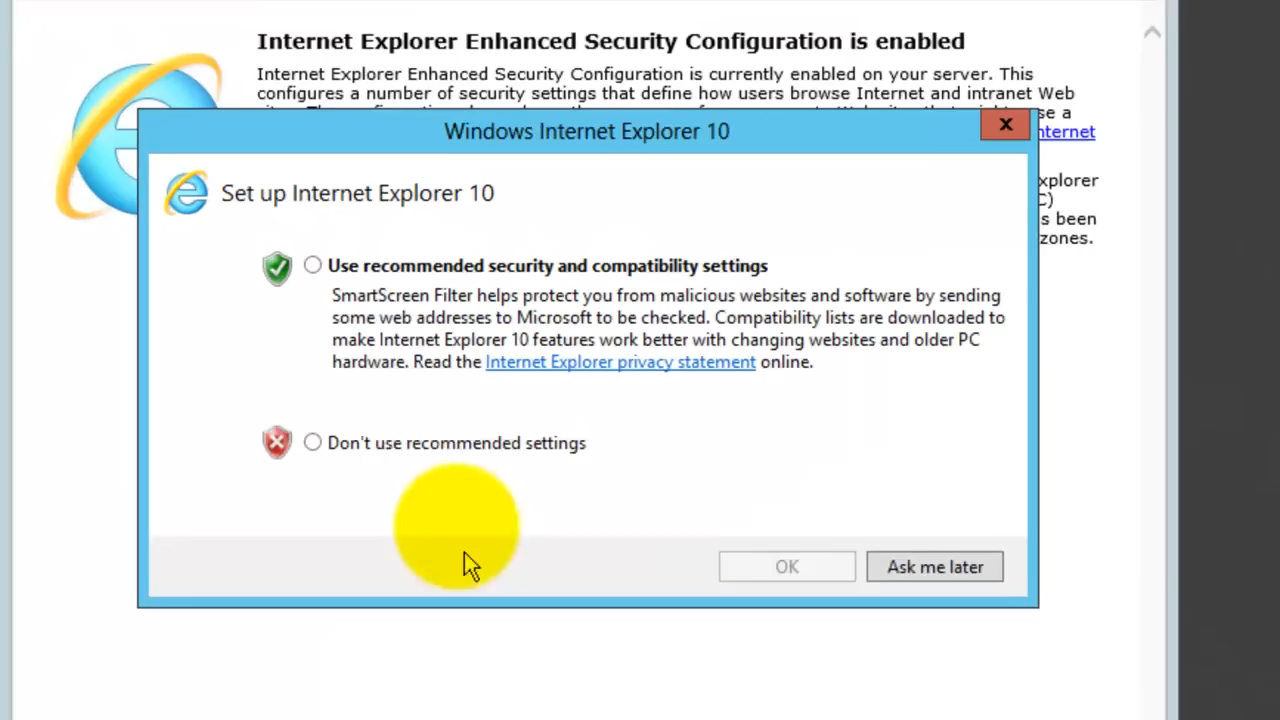 Internet Explorer Enhanced Security Configuration is enabled
Internet Explorer Enhanced Security Configuration is currently enabled on your server. This
configures a number of security settings that define how users browse Internet and intranet Web
se a
Windows Internet Explorer 10
X
nternet
Set up Internet Explorer 10
xplorer
C)
s been
zones.
Use recommended security and compatibility settings
SmartScreen Filter helps protect you from malicious websites and software by sending
some web addresses to Microsoft to be checked. Compatibility lists are downloaded to
make Internet Explorer 10 features work better with changing websites and older PC
hardware. Read the Internet Explorer privacy statement online.
Don't use recommended settings
OK
Ask me later